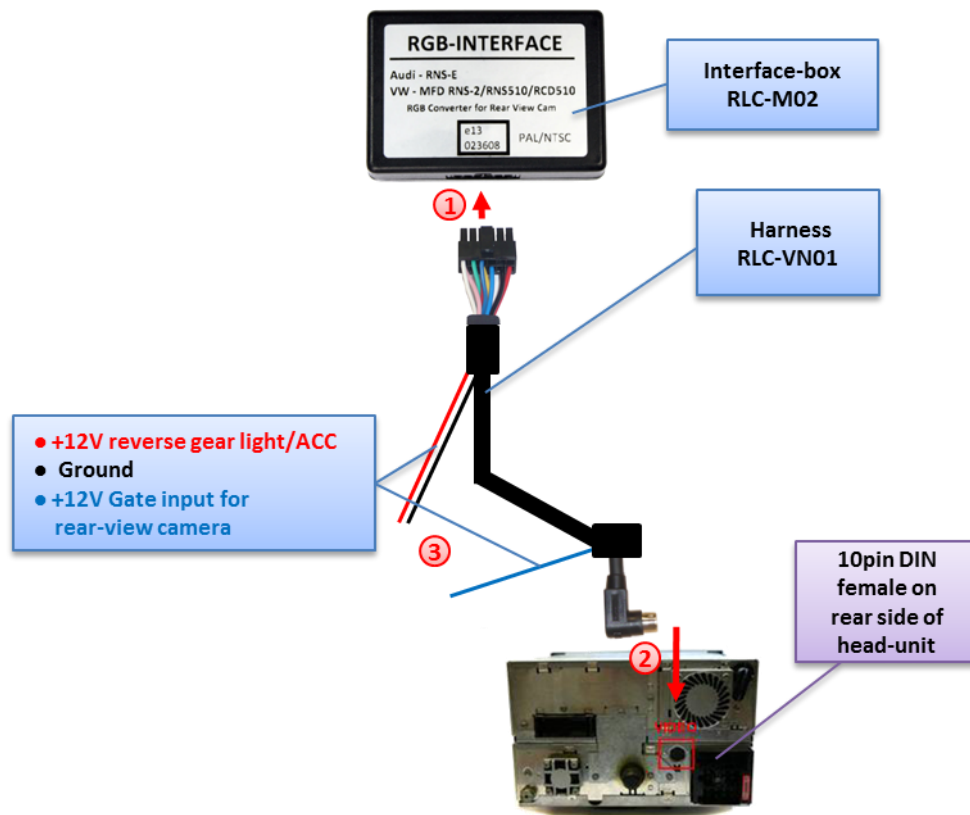 RGB-INTERFACE
Audi - RNS-E
VW - MFD RNS-2/RNS510/RCD510
RGB Converter for Rear View Cam
e13
023608
PAL/NTSC
Interface-box
RLC-M02
1
Harness
RLC-VN01
● +12V reverse gear light/ACC
● Ground
● +12V Gate input for
rear-view camera
3
10pin DIN
female on
rear side of
head-unit
2
VIDEO